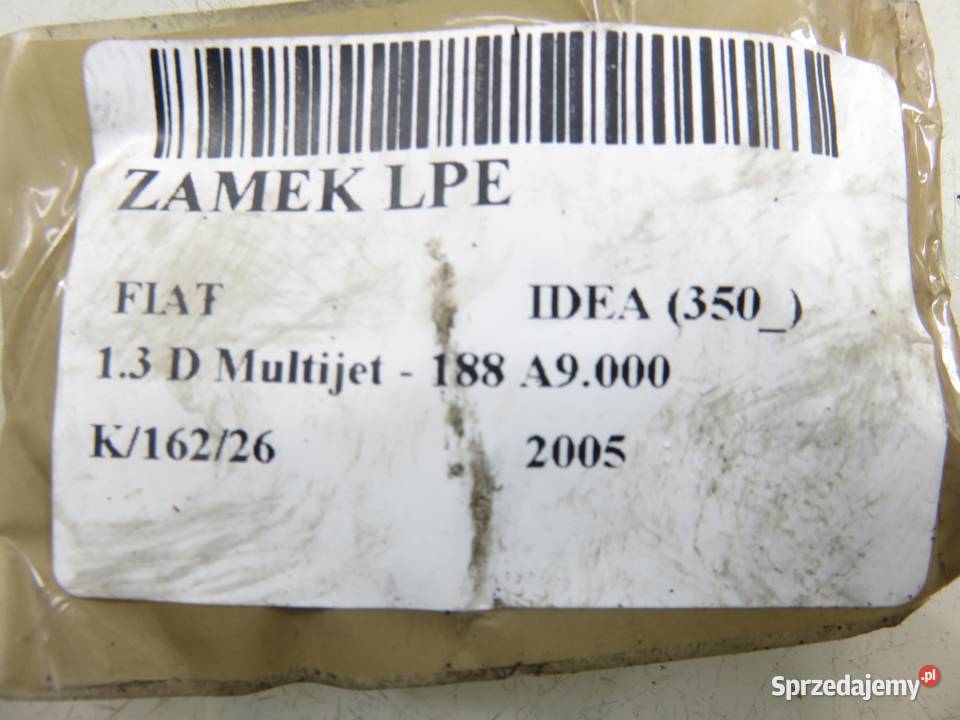 ZAMEK LPE
FIAT IDEA (350_)
1.3 D Multijet - 188 A9.000
K/162/26 2005
Sprzedajemy.pl